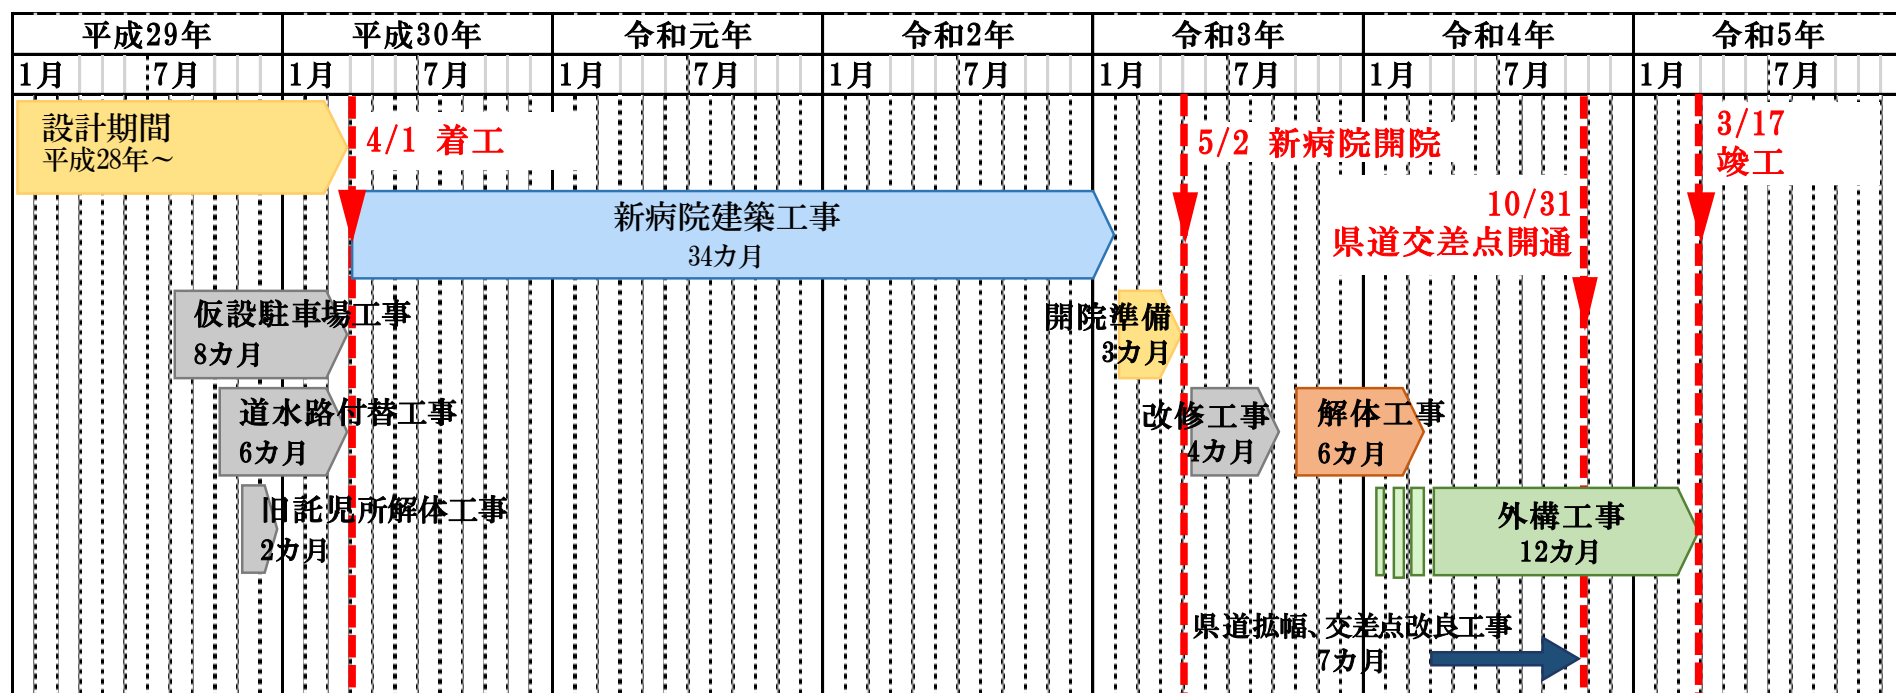 平成29年 平成30年 令和元年 令和2年 令和3年 令和4年 令和5年
1月 7月 1月 7月 1月 7月 1月 7月 1月 7月 1月 7月 1月 7月
設計期間
平成28年～
4/1 着工
5/2 新病院開院
3/17
竣工
10/31
県道交差点開通
新病院建築工事
34カ月
仮設駐車場工事
8カ月
開院準備
3カ月
道水路付替工事
6カ月
改修工事
4カ月
解体工事
6カ月
旧託児所解体工事
2カ月
外構工事
12カ月
県道拡幅、交差点改良工事
7カ月